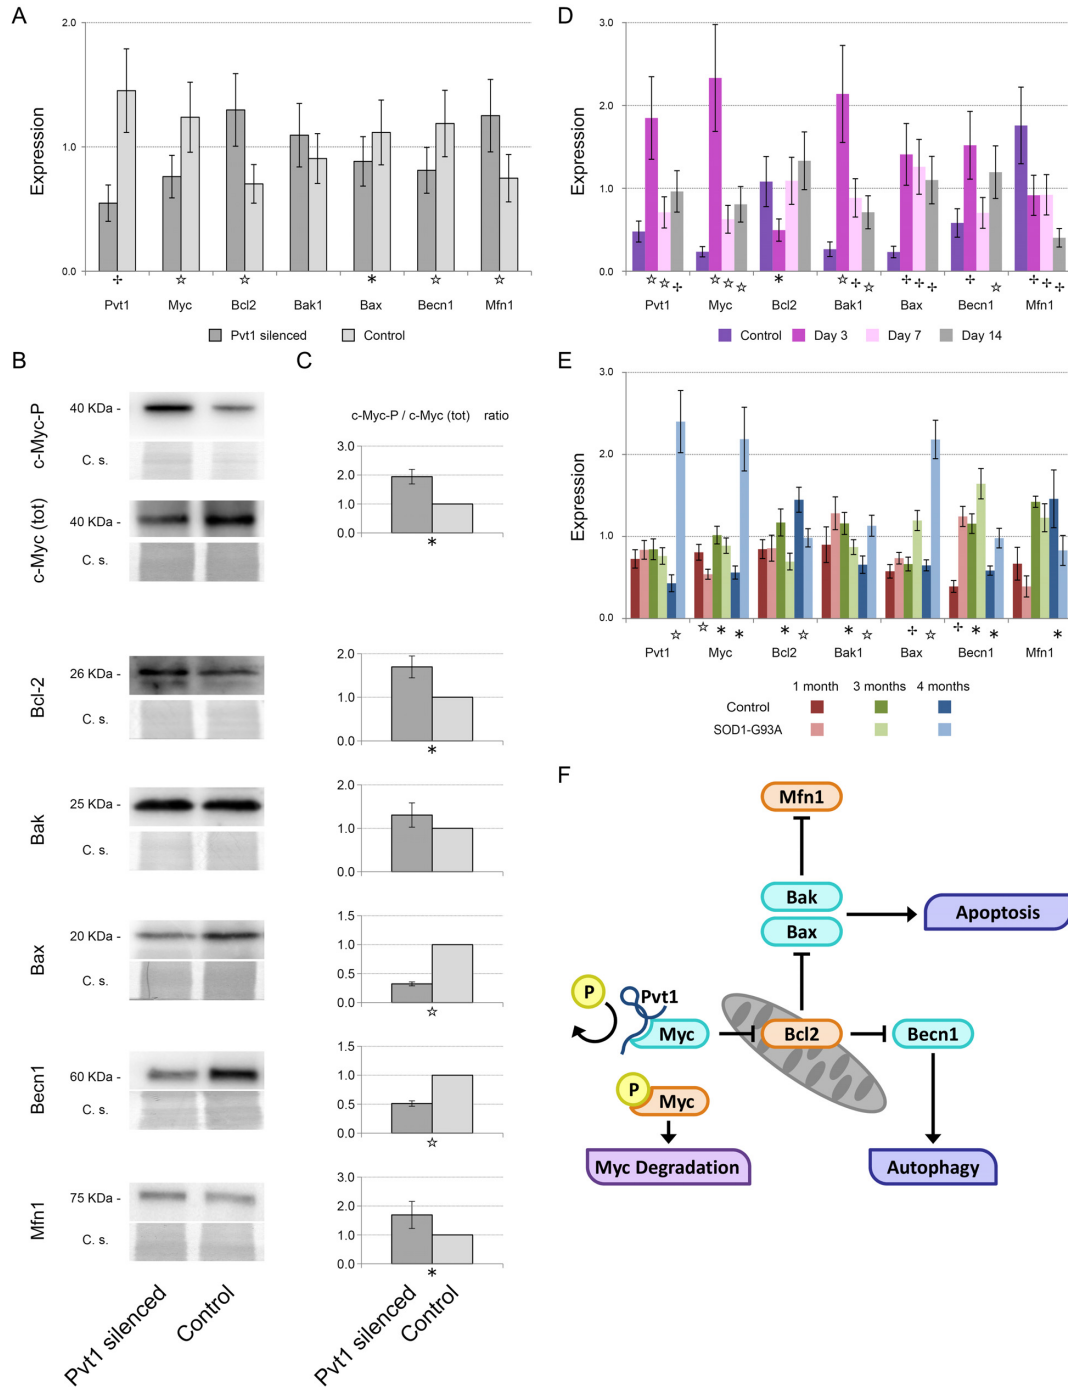 A
2.0
1.0
0.0
Expression
Pvt1 Myc Bcl2 Bak1 Bax Becn1 Mfn1
✢ ☆ ☆ * ☆ ☆
Pvt1 silenced Control
B
c-Myc-P
40 KDa -
C. s.
c-Myc (tot)
40 KDa -
C. s.
Bcl-2
26 KDa -
C. s.
Bak
25 KDa -
C. s.
Bax
20 KDa -
C. s.
Becn1
60 KDa -
C. s.
Mfn1
75 KDa -
C. s.
Pvt1 silenced
Control
C
c-Myc-P / c-Myc (tot) ratio
3.0
2.0
1.0
0.0
*
2.0
1.0
0.0
*
2.0
1.0
0.0
1.5
1.0
0.5
0.0
☆
1.5
1.0
0.5
0.0
☆
3.0
2.0
1.0
0.0
*
Pvt1 silenced
Control
D
3.0
2.0
1.0
0.0
Expression
☆ ☆ ✢ ☆ ☆ ☆ * ☆ ✢ ☆ ✢ ✢ ✢ ✢ ☆ ✢ ✢ ✢
Pvt1 Myc Bcl2 Bak1 Bax Becn1 Mfn1
Control Day 3 Day 7 Day 14
E
3.0
2.0
1.0
0.0
Expression
☆ ☆ * * * ☆ * ☆ ✢ ☆ ✢ * * *
Pvt1 Myc Bcl2 Bak1 Bax Becn1 Mfn1
1 month 3 months 4 months
Control
SOD1-G93A
F
Mfn1
Bak
Bax
Apoptosis
P
Pvt1
Myc
Bcl2
Becn1
P
Myc
Myc Degradation
Autophagy